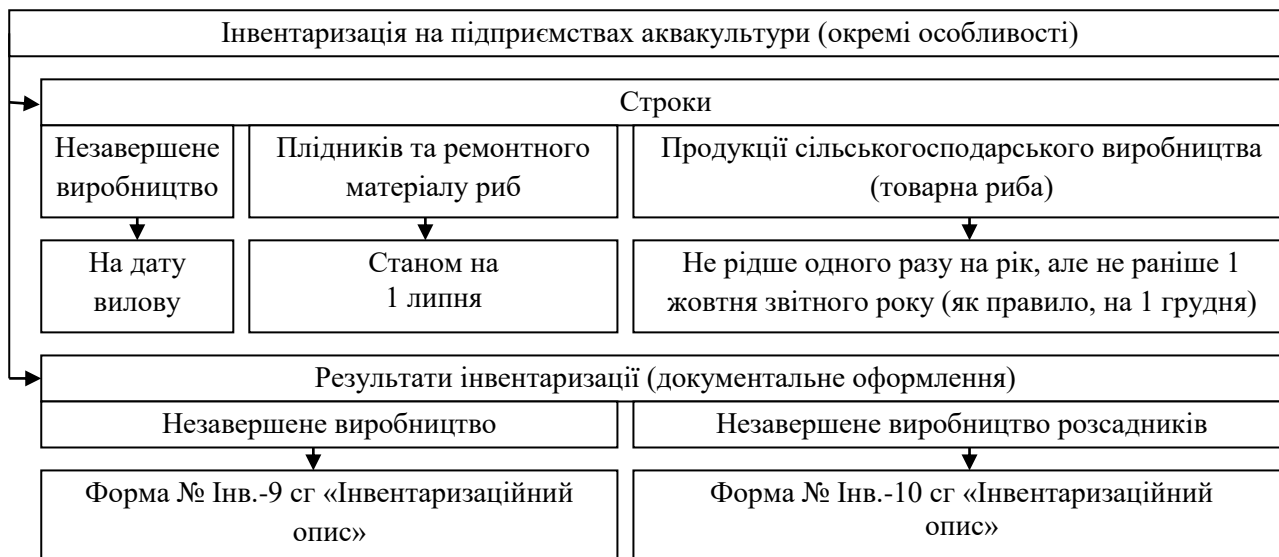 Інвентаризація на підприємствах аквакультури (окремі особливості)
Строки
Незавершене
виробництво
Плідників та ремонтного
матеріалу риб
Продукції сільськогосподарського виробництва
(товарна риба)
На дату
вилову
Станом на
1 липня
Не рідше одного разу на рік, але не раніше 1
жовтня звітного року (як правило, на 1 грудня)
Результати інвентаризації (документальне оформлення)
Незавершене виробництво
Незавершене виробництво розсадників
Форма № Інв.-9 сг «Інвентаризаційний
опис»
Форма № Інв.-10 сг «Інвентаризаційний
опис»